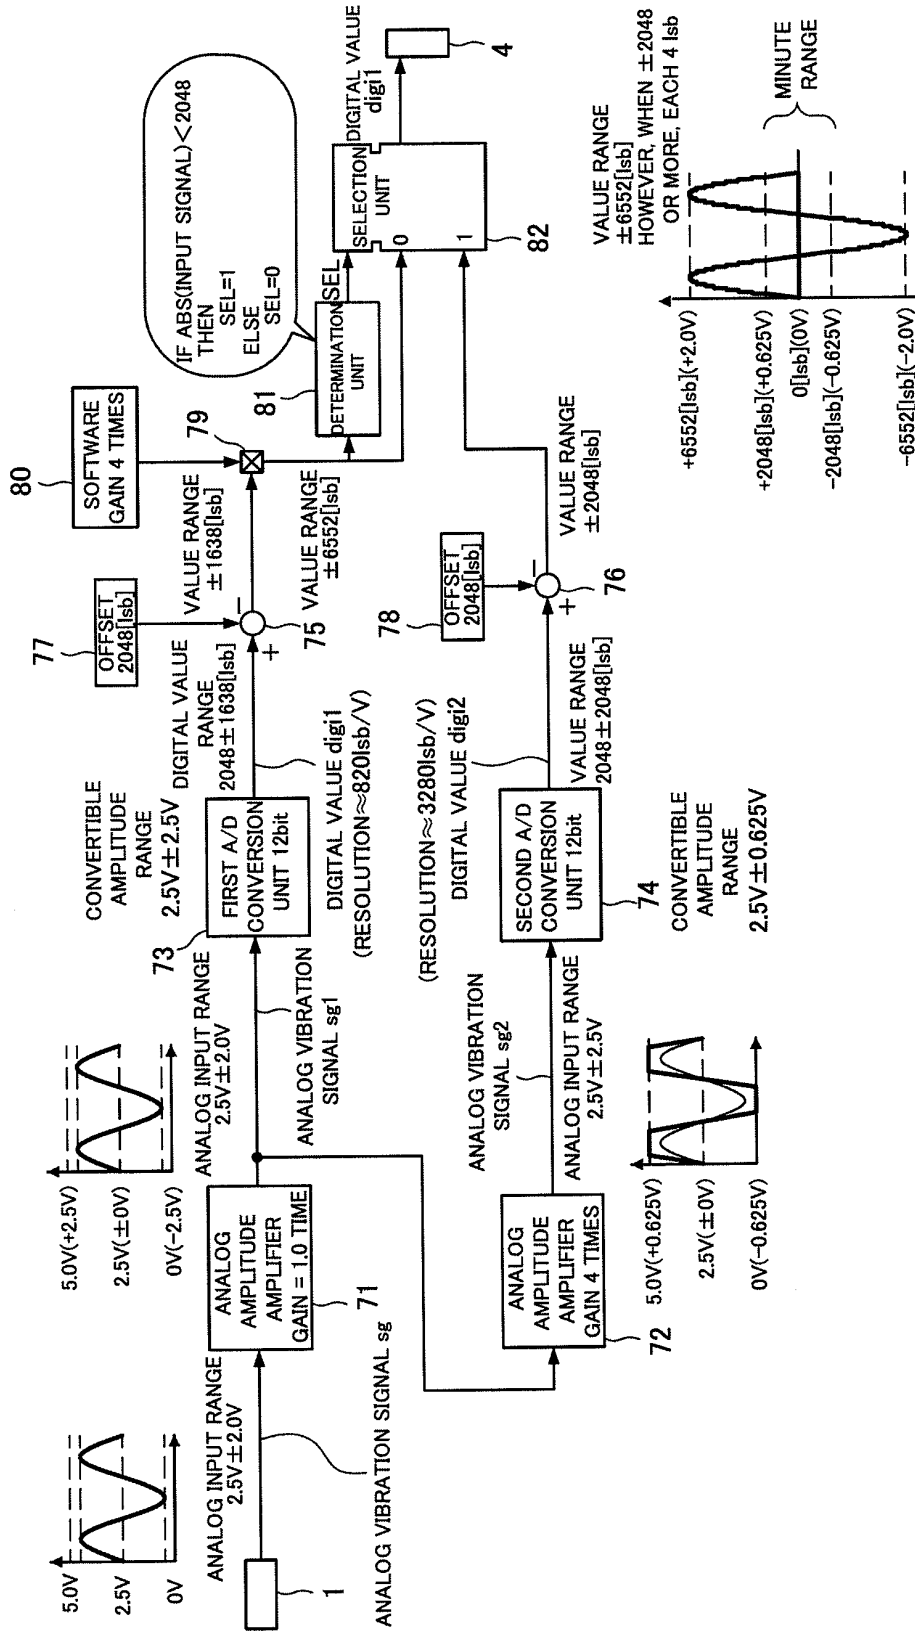 5.0V
2.5V
0V
ANALOG INPUT RANGE
2.5V±2.0V
1
ANALOG VIBRATION SIGNAL sg
5.0V(+2.5V)
2.5V(±0V)
0V(-2.5V)
ANALOG
AMPLITUDE
AMPLIFIER
GAIN = 1.0 TIME
71
ANALOG INPUT RANGE
2.5V±2.0V
ANALOG VIBRATION
SIGNAL sg1
CONVERTIBLE
AMPLITUDE
RANGE
2.5V±2.5V
73
FIRST A/D
CONVERSION
UNIT 12bit
DIGITAL VALUE
RANGE
2048±1638[lsb]
DIGITAL VALUE digi1
(RESOLUTION≈820lsb/V)
77
OFFSET
2048[lsb]
−
+
75
VALUE RANGE
±1638[lsb]
80
SOFTWARE
GAIN 4 TIMES
79
VALUE RANGE
±6552[lsb]
81
DETERMINATION
UNIT
SEL
IF ABS(INPUT SIGNAL)<2048
THEN
SEL=1
ELSE
SEL=0
SELECTION
UNIT
0
1
82
DIGITAL VALUE
digi1
4
ANALOG
AMPLITUDE
AMPLIFIER
GAIN 4 TIMES
72
5.0V(+0.625V)
2.5V(±0V)
0V(-0.625V)
ANALOG VIBRATION
SIGNAL sg2
ANALOG INPUT RANGE
2.5V±2.5V
SECOND A/D
CONVERSION
UNIT 12bit
74
CONVERTIBLE
AMPLITUDE
RANGE
2.5V±0.625V
(RESOLUTION≈3280lsb/V)
DIGITAL VALUE digi2
VALUE RANGE
2048±2048[lsb]
78
OFFSET
2048[lsb]
−
+
76
VALUE RANGE
±2048[lsb]
VALUE RANGE
±6552[lsb]
HOWEVER, WHEN ±2048
OR MORE, EACH 4 lsb
+6552[lsb](+2.0V)
+2048[lsb](+0.625V)
0[lsb](0V)
-2048[lsb](-0.625V)
-6552[lsb](-2.0V)
MINUTE
RANGE